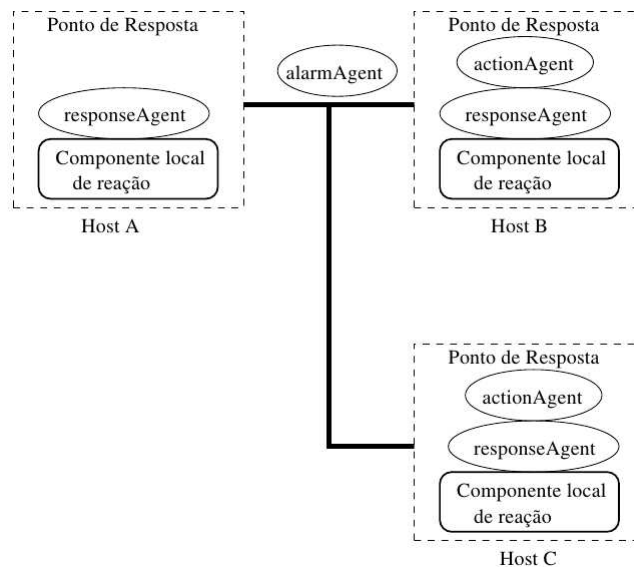 Ponto de Resposta
responseAgent
Componente local
de reação
Host A
alarmAgent
Ponto de Resposta
actionAgent
responseAgent
Componente local
de reação
Host B
Ponto de Resposta
actionAgent
responseAgent
Componente local
de reação
Host C